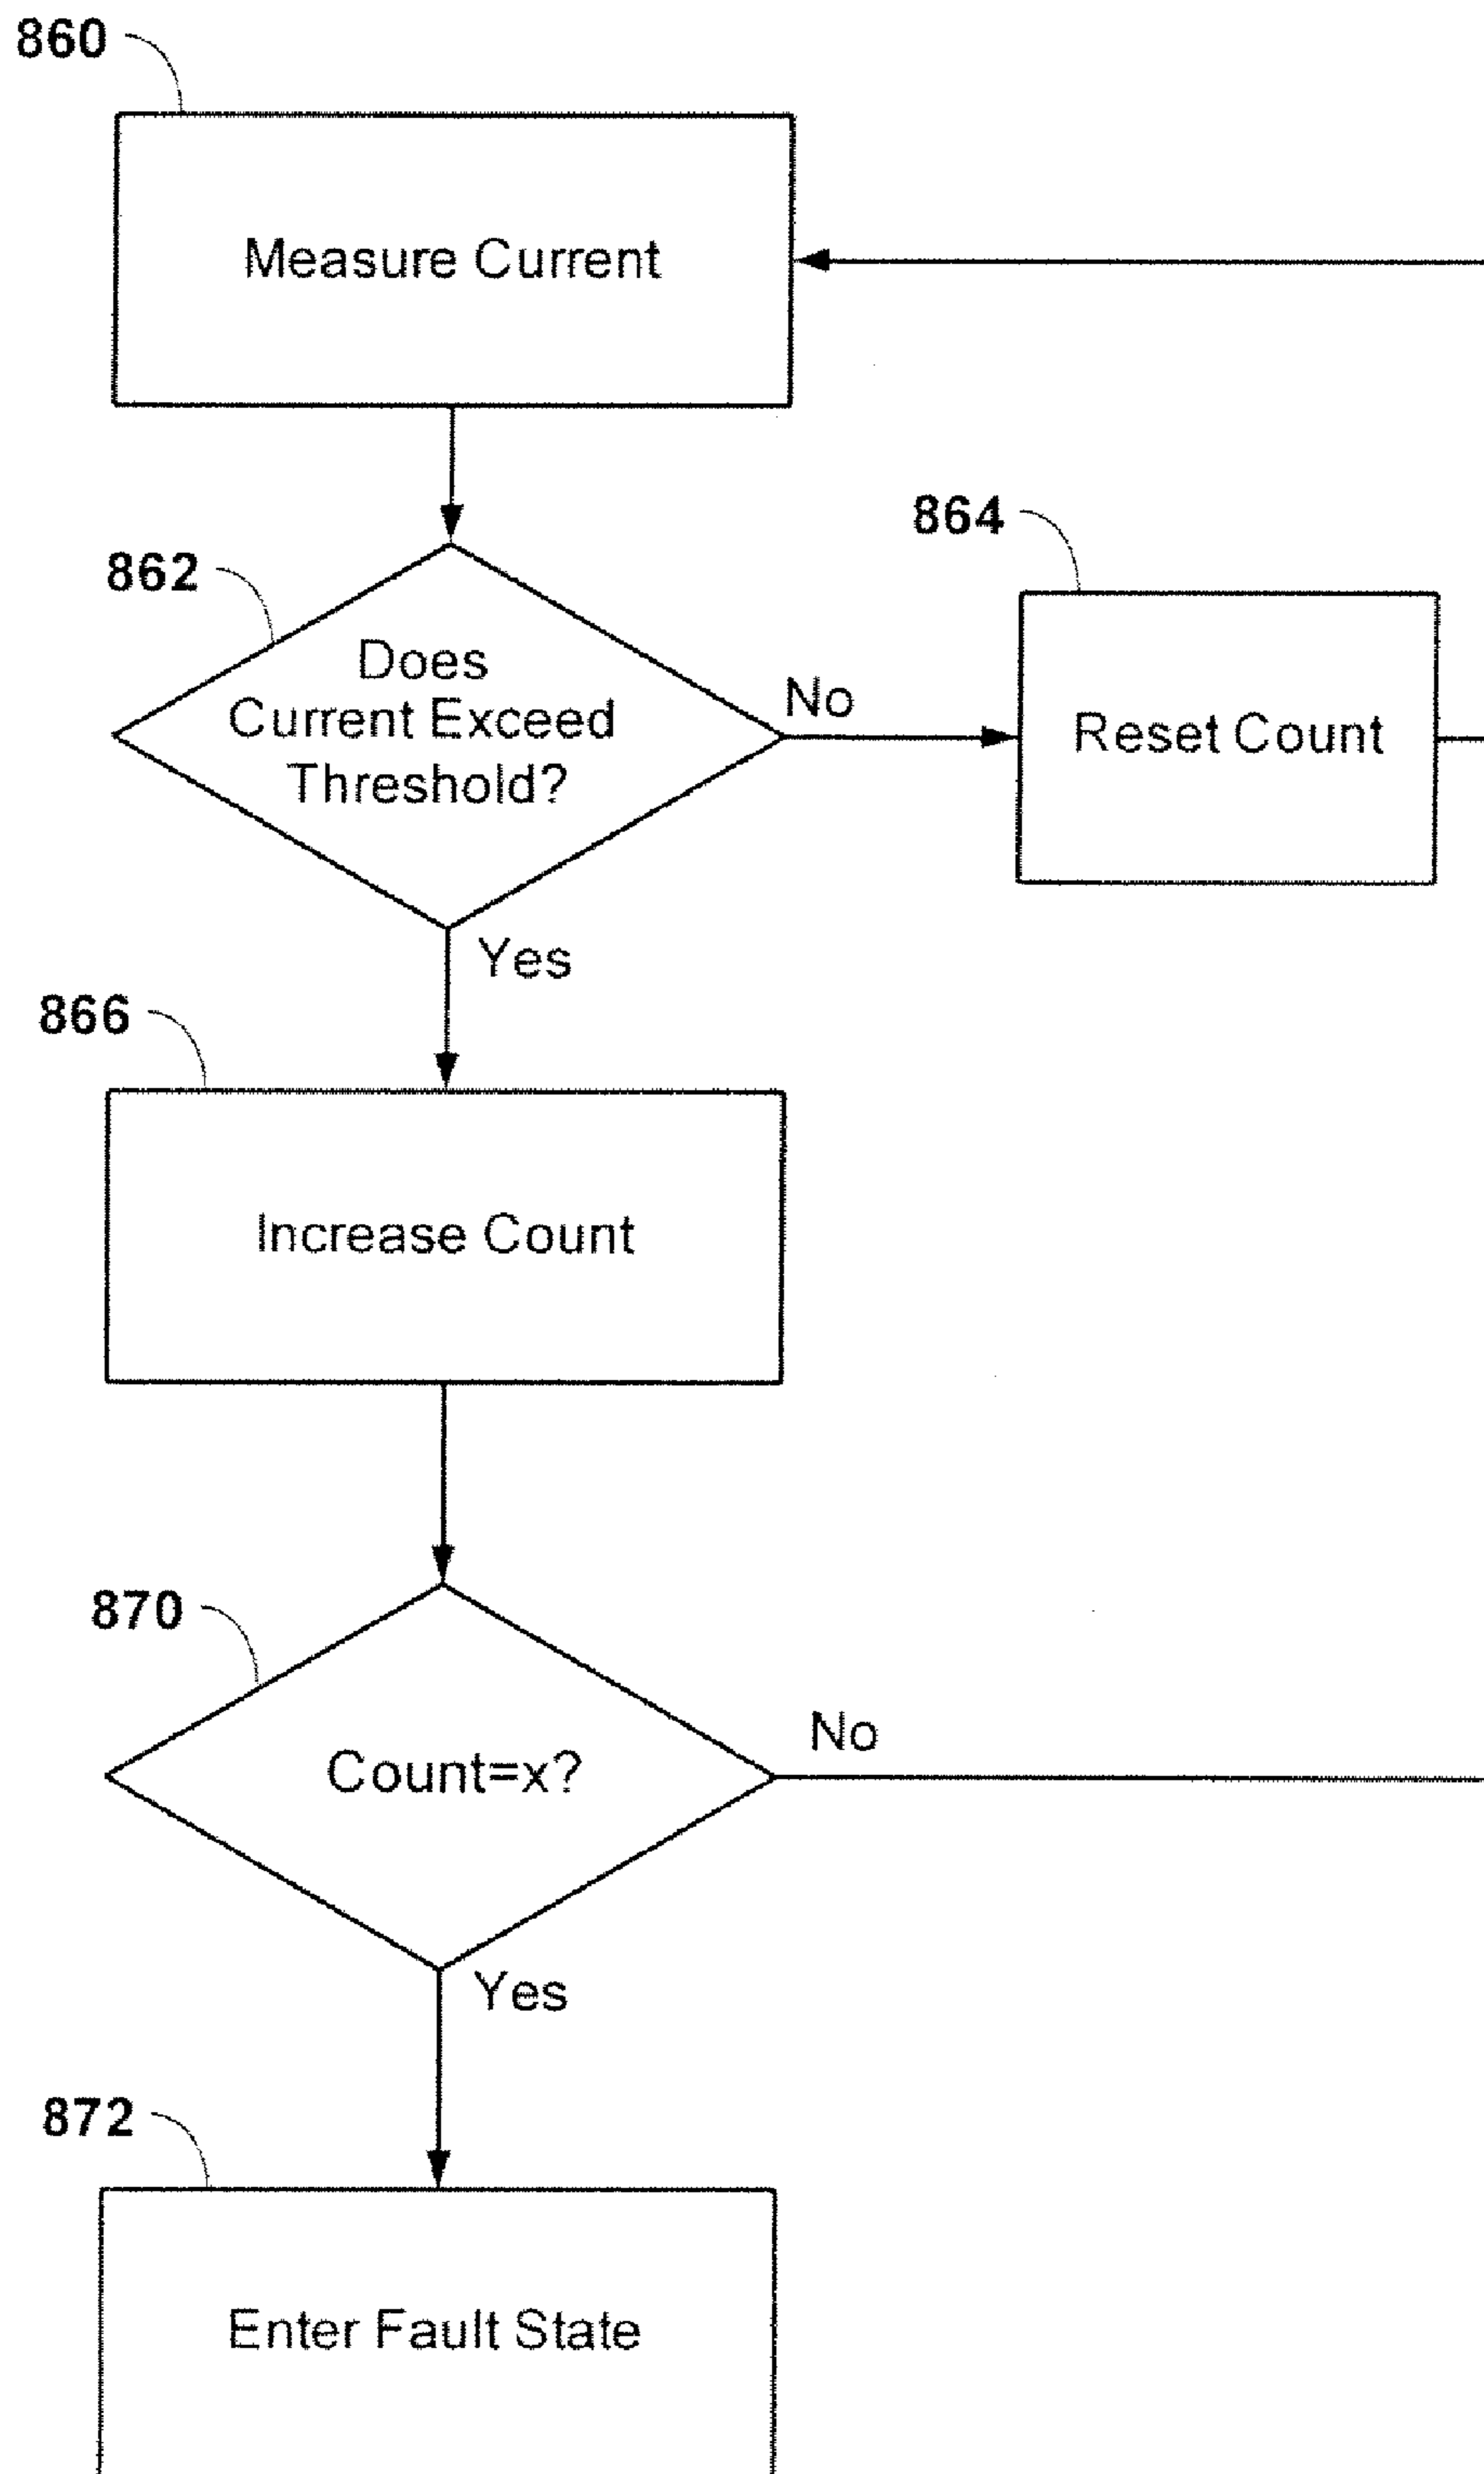 860
Measure Current
862
Does
Current Exceed
Threshold?
No
864
Reset Count
Yes
866
Increase Count
870
Count=x?
No
Yes
872
Enter Fault State